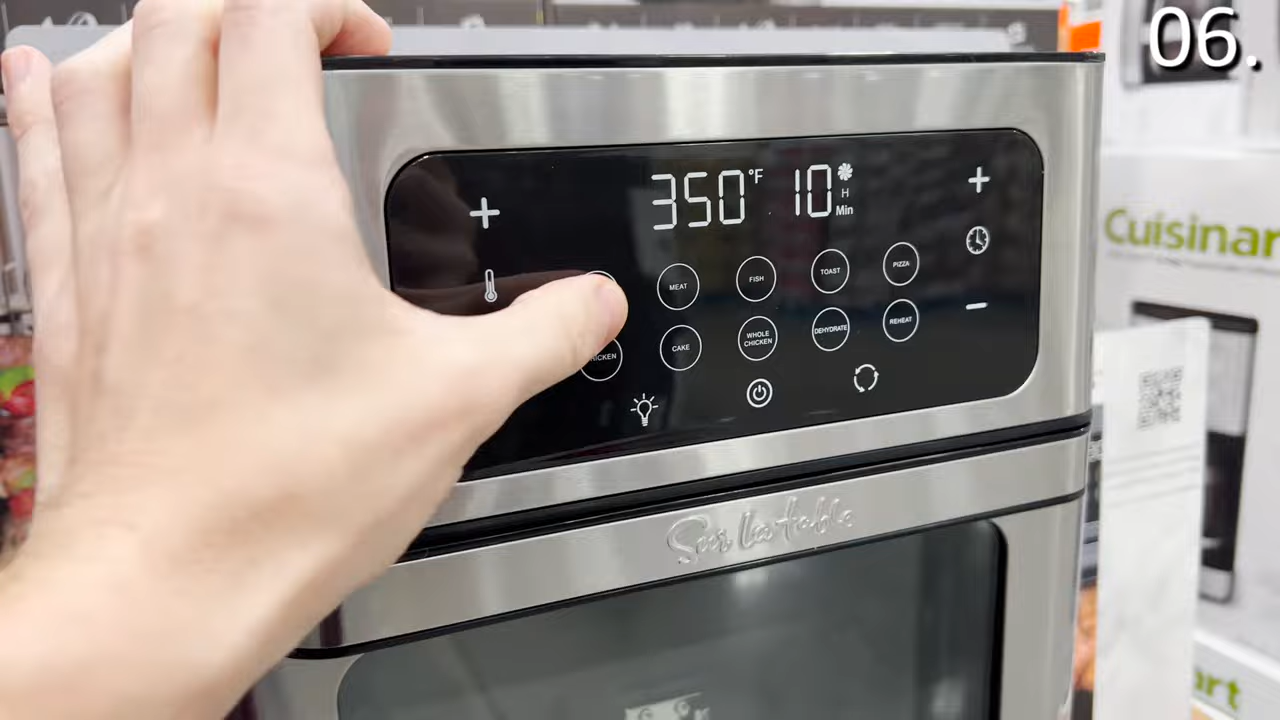 06.
350°F 10 H Min
MEAT FISH TOAST PIZZA
CAKE WHOLE CHICKEN DEHYDRATE REHEAT
Sur la table
Cuisinar
art